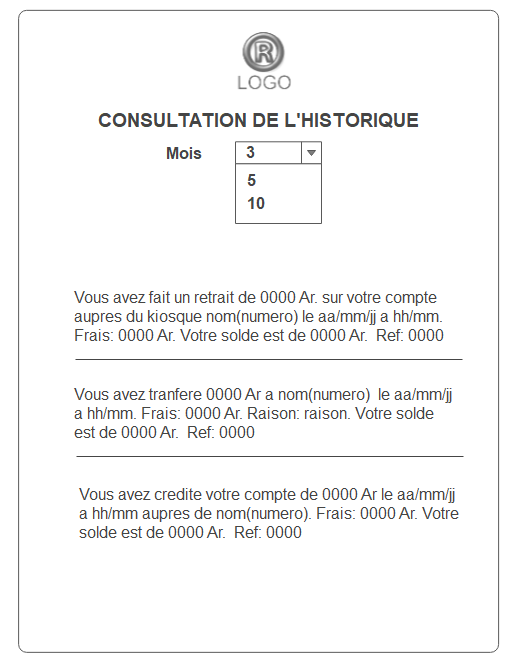 R
LOGO
CONSULTATION DE L'HISTORIQUE
Mois 3
5
10
Vous avez fait un retrait de 0000 Ar. sur votre compte
aupres du kiosque nom(numero) le aa/mm/jj a hh/mm.
Frais: 0000 Ar. Votre solde est de 0000 Ar. Ref: 0000
Vous avez tranfere 0000 Ar a nom(numero) le aa/mm/jj
a hh/mm. Frais: 0000 Ar. Raison: raison. Votre solde
est de 0000 Ar. Ref: 0000
Vous avez credite votre compte de 0000 Ar le aa/mm/jj
a hh/mm aupres de nom(numero). Frais: 0000 Ar. Votre
solde est de 0000 Ar. Ref: 0000